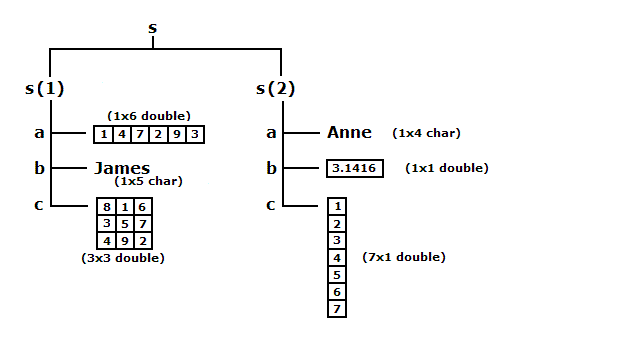 s
s(1)
(1x6 double)
a
1 4 7 2 9 3
b
James
(1x5 char)
c
8 1 6
3 5 7
4 9 2
(3x3 double)
s(2)
a
Anne (1x4 char)
b
3.1416 (1x1 double)
c
1
2
3
4
5
6
7
(7x1 double)